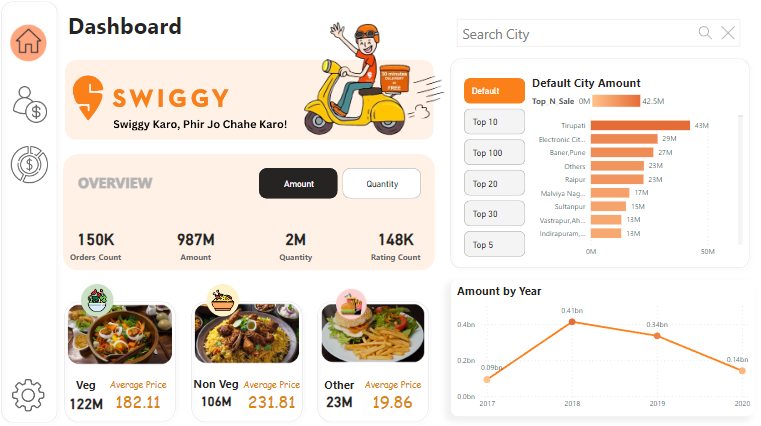 Dashboard
SWIGGY
Swiggy Karo, Phir Jo Chahe Karo!
30 minutes
DELIVERY
or
FREE
OVERVIEW
Amount
Quantity
150K
987M
2M
148K
Orders Count
Amount
Quantity
Rating Count
Veg
Average Price
122M
182.11
Non Veg
Average Price
106M
231.81
Other
Average Price
23M
19.86
Search City
Default
Top 10
Top 100
Top 20
Top 30
Top 5
Default City Amount
Top N Sale 0M 42.5M
Tirupati 43M
Electronic Cit... 29M
Baner,Pune 27M
Others 23M
Raipur 23M
Malviya Nag... 17M
Sultanpur 15M
Vastrapur,Ah... 13M
Indirapuram,... 13M
0M 50M
Amount by Year
0.4bn
0.2bn
0.0bn
0.09bn
0.41bn
0.34bn
0.14bn
2017 2018 2019 2020